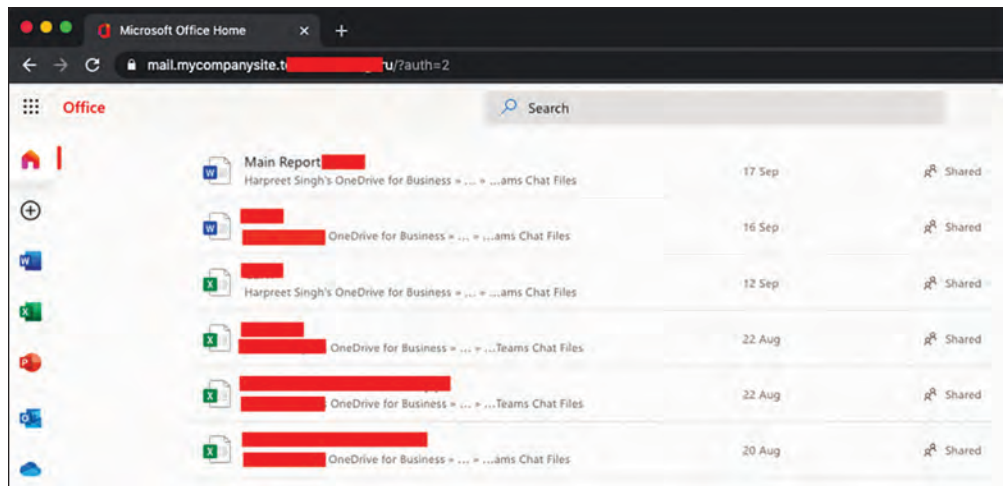 Microsoft Office Home
mail.mycompanysite.t ru/?auth=2
Office Search
Main Report
Harpreet Singh's OneDrive for Business » ... » ...ams Chat Files 17 Sep Shared
OneDrive for Business » ... » ...ams Chat Files 16 Sep Shared
Harpreet Singh's OneDrive for Business » ... » ...ams Chat Files 12 Sep Shared
OneDrive for Business » ... » ...Teams Chat Files 22 Aug Shared
OneDrive for Business » ... » ...Teams Chat Files 22 Aug Shared
OneDrive for Business » ... » ...ams Chat Files 20 Aug Shared